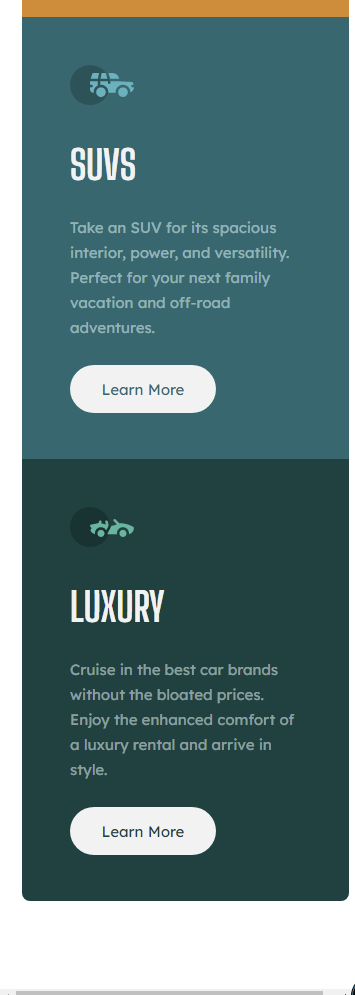 SUVS
Take an SUV for its spacious
interior, power, and versatility.
Perfect for your next family
vacation and off-road
adventures.
Learn More
LUXURY
Cruise in the best car brands
without the bloated prices.
Enjoy the enhanced comfort of
a luxury rental and arrive in
style.
Learn More